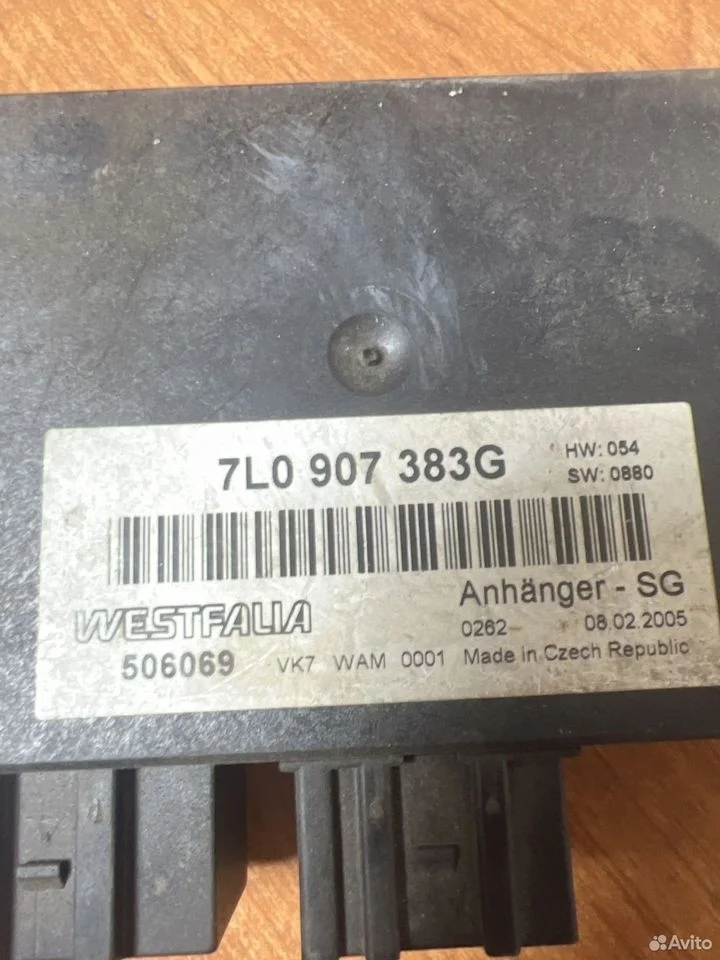 7L0 907 383G
HW: 054
SW: 0880
Anhänger - SG
WESTFALIA
0262 08.02.2005
506069 VK7 WAM 0001 Made in Czech Republic
Avito